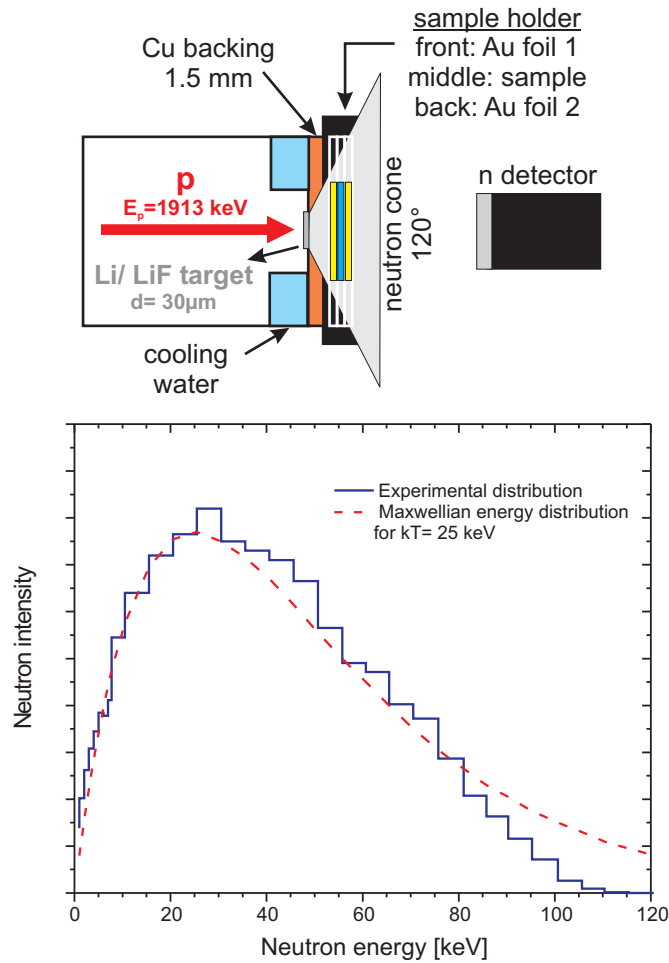 sample holder
front: Au foil 1
middle: sample
back: Au foil 2
Cu backing
1.5 mm
p
Eₚ=1913 keV
Li/ LiF target
d= 30µm
cooling
water
neutron cone
120°
n detector
Experimental distribution
Maxwellian energy distribution
for kT= 25 keV
Neutron intensity
0 20 40 60 80 100 120
Neutron energy [keV]